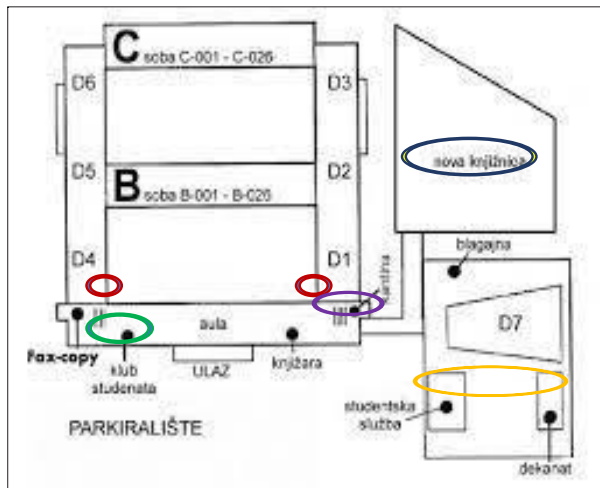 C soba C-001 - C-026
D6
D3
nova knjižnica
D5
D2
B soba B-001 - B-026
D4
D1
kantina
blagajna
aula
D7
Fax-copy
klub
studenata
ULAZ
knjižara
studentska
služba
PARKIRALIŠTE
dekanat